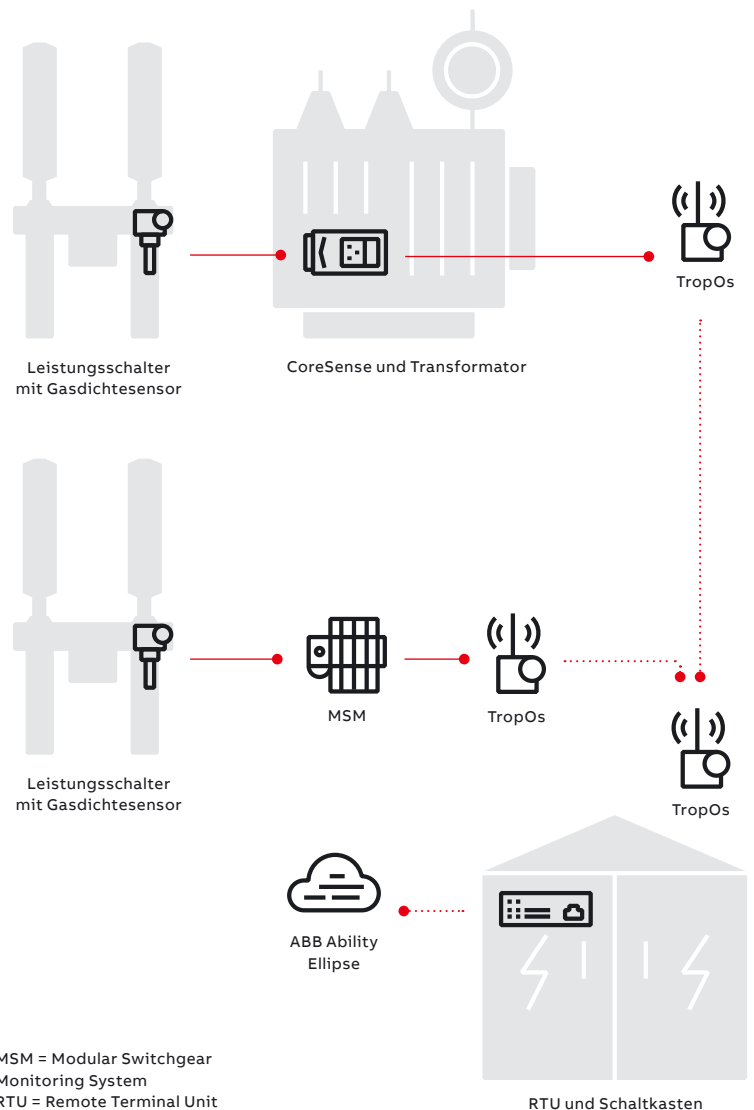 TropOs
Leistungsschalter
mit Gasdichtesensor
CoreSense und Transformator
MSM
TropOs
Leistungsschalter
mit Gasdichtesensor
TropOs
ABB Ability
Ellipse
MSM = Modular Switchgear
Monitoring System
RTU = Remote Terminal Unit
RTU und Schaltkasten